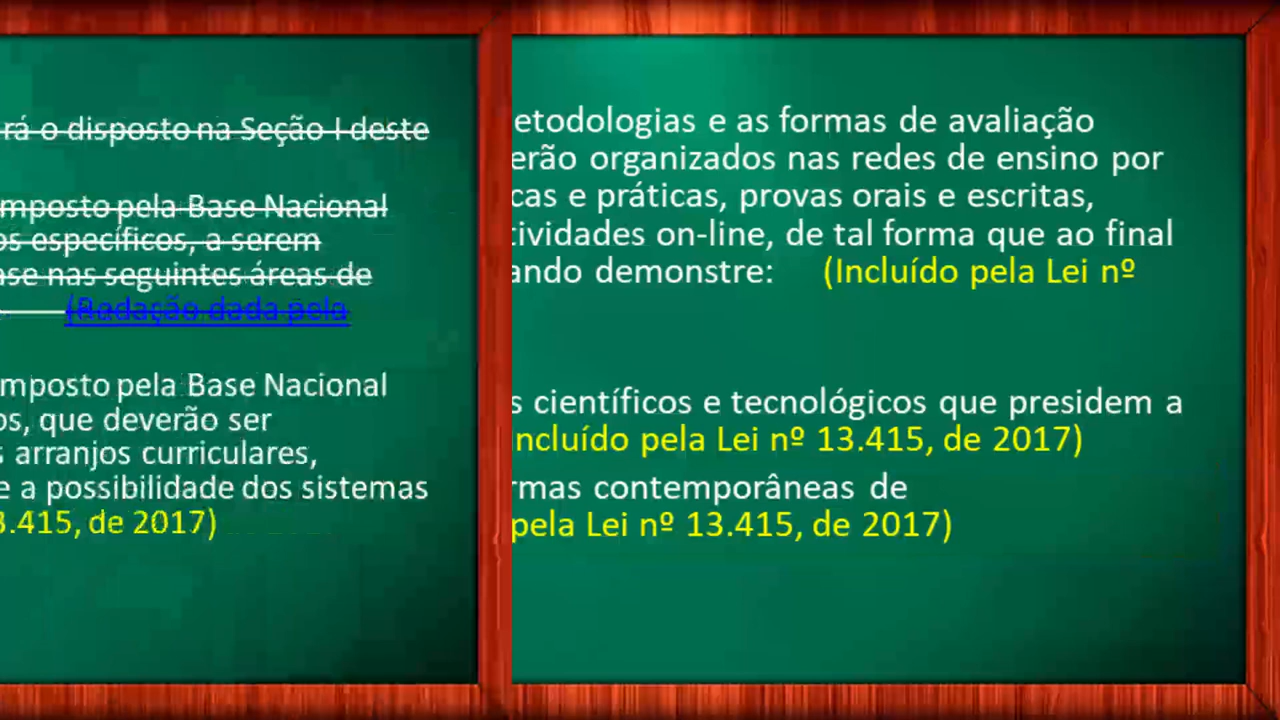 rá o disposto na Seção I deste
mposto pela Base Nacional
os específicos, a serem
ase nas seguintes áreas de
(Redação dada pela
mposto pela Base Nacional
os, que deverão ser
s arranjos curriculares,
e a possibilidade dos sistemas
3.415, de 2017)
etodologias e as formas de avaliação
erão organizados nas redes de ensino por
cas e práticas, provas orais e escritas,
tividades on-line, de tal forma que ao final
ando demonstre: (Incluído pela Lei nº
s científicos e tecnológicos que presidem a
ncluído pela Lei nº 13.415, de 2017)
rmas contemporâneas de
pela Lei nº 13.415, de 2017)